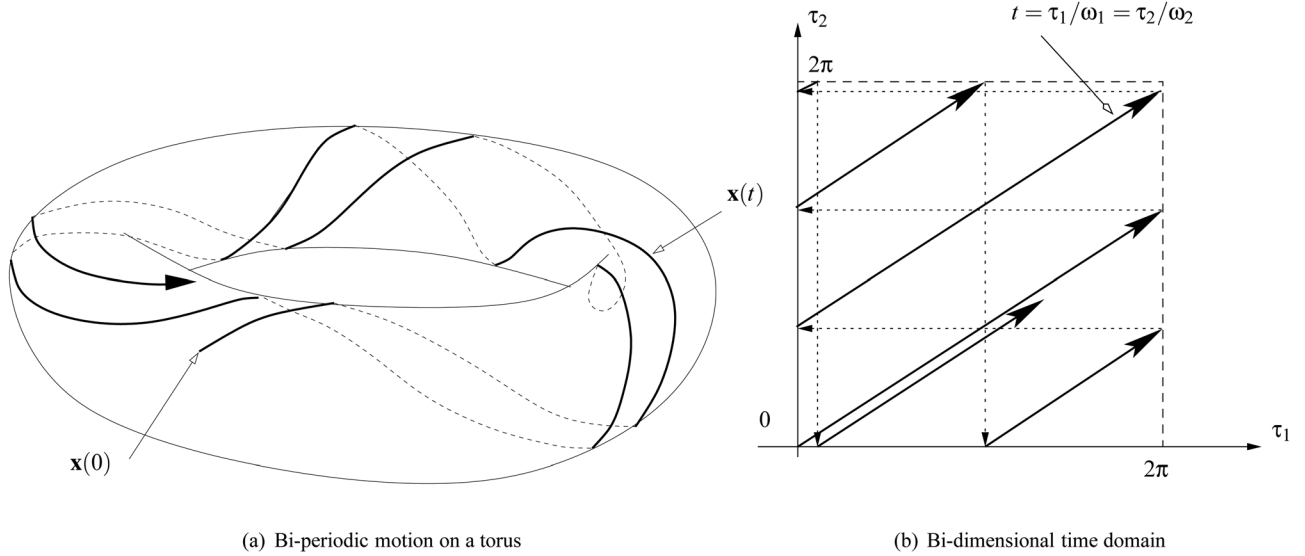 τ₂
t = τ₁/ω₁ = τ₂/ω₂
2π
x(t)
0
τ₁
x(0)
2π
(a) Bi-periodic motion on a torus
(b) Bi-dimensional time domain